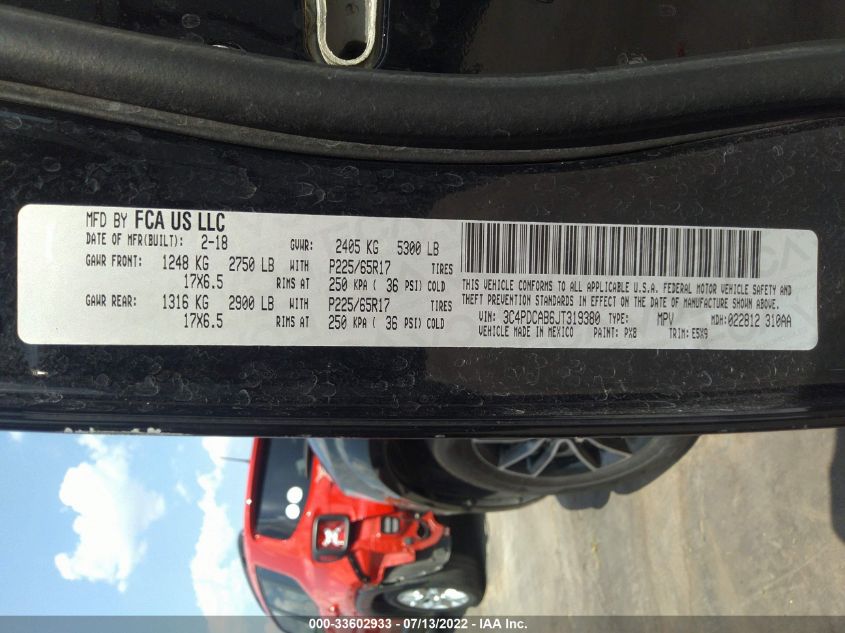 MFD BY FCA US LLC
DATE OF MFR(BUILT): 2-18 GVWR: 2405 KG 5300 LB
GAWR FRONT: 1248 KG 2750 LB WITH P225/65R17 TIRES
17X6.5 RIMS AT 250 KPA ( 36 PSI) COLD
GAWR REAR: 1316 KG 2900 LB WITH P225/65R17 TIRES
17X6.5 RIMS AT 250 KPA ( 36 PSI) COLD
THIS VEHICLE CONFORMS TO ALL APPLICABLE U.S.A. FEDERAL MOTOR VEHICLE SAFETY AND
THEFT PREVENTION STANDARDS IN EFFECT ON THE DATE OF MANUFACTURE SHOWN ABOVE.
VIN: 3C4PDCAB6JT319380 TYPE: MPV MDH:022812 310AA
VEHICLE MADE IN MEXICO PAINT: PX8 TRIM: E5X9
000-33602933 - 07/13/2022 - IAA Inc.